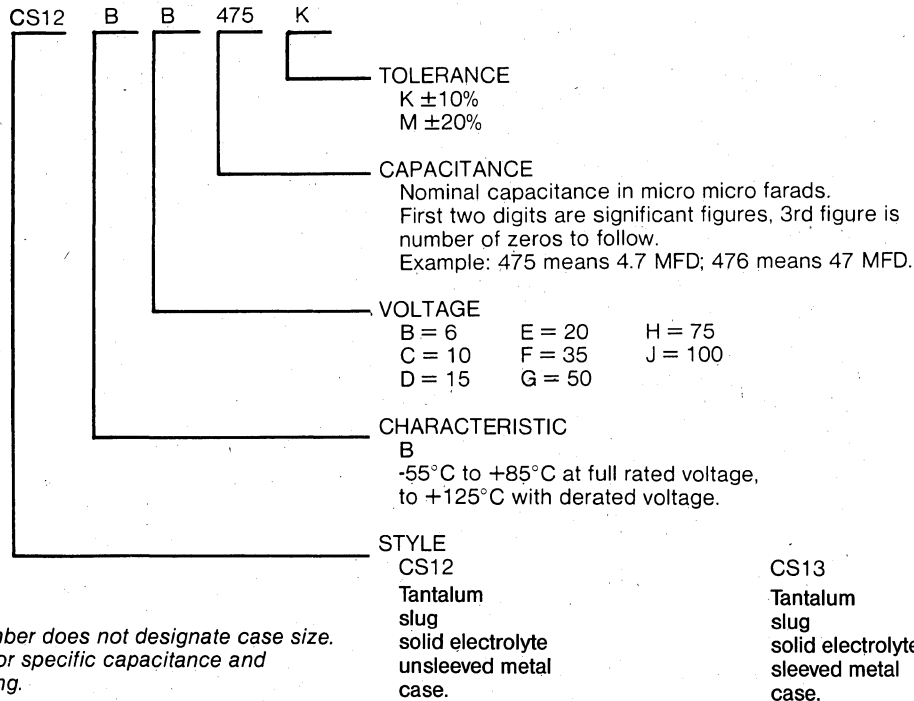 CS12 B B 475 K
TOLERANCE
K ±10%
M ±20%
CAPACITANCE
Nominal capacitance in micro micro farads.
First two digits are significant figures, 3rd figure is
number of zeros to follow.
Example: 475 means 4.7 MFD; 476 means 47 MFD.
VOLTAGE
B = 6 E = 20 H = 75
C = 10 F = 35 J = 100
D = 15 G = 50
CHARACTERISTIC
B
-55°C to +85°C at full rated voltage,
to +125°C with derated voltage.
STYLE
CS12 CS13
Tantalum Tantalum
slug slug
solid electrolyte solid electrolyte
unsleeved metal sleeved metal
case. case.
does not designate case size.
specific capacitance and